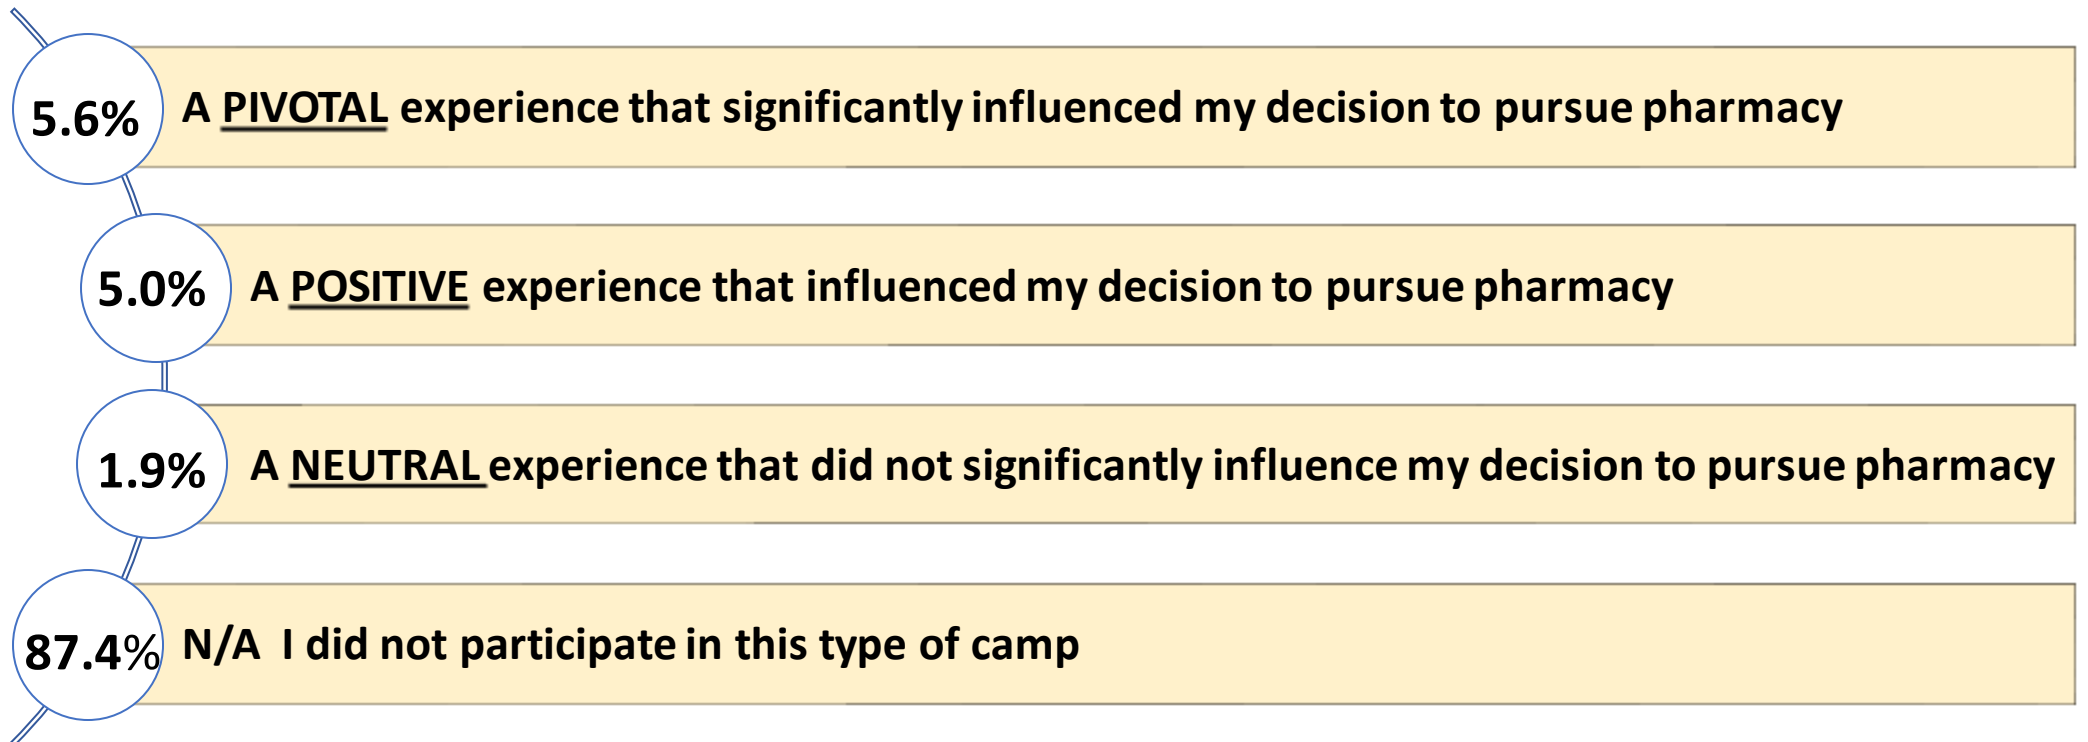 5.6% A PIVOTAL experience that significantly influenced my decision to pursue pharmacy
5.0% A POSITIVE experience that influenced my decision to pursue pharmacy
1.9% A NEUTRAL experience that did not significantly influence my decision to pursue pharmacy
87.4% N/A I did not participate in this type of camp